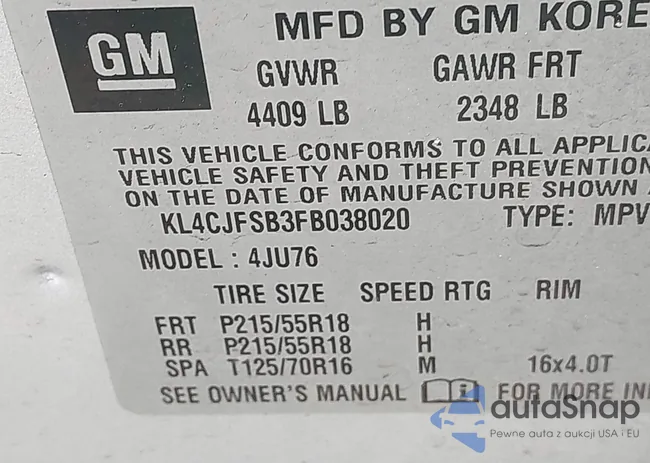 GM
MFD BY GM KORE
GVWR GAWR FRT
4409 LB 2348 LB
THIS VEHICLE CONFORMS TO ALL APPLICA
VEHICLE SAFETY AND THEFT PREVENTION
ON THE DATE OF MANUFACTURE SHOWN A
KL4CJFSB3FB038020 TYPE: MPV
MODEL : 4JU76
TIRE SIZE SPEED RTG RIM
FRT P215/55R18 H
RR P215/55R18 H
SPA T125/70R16 M 16x4.0T
SEE OWNER'S MANUAL i FOR MORE IN
autaSnap
Pewne auta z aukcji USA i EU